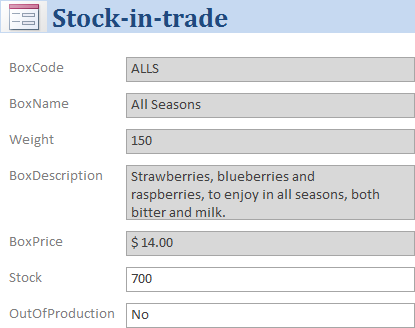 Stock-in-trade
BoxCode ALLS
BoxName All Seasons
Weight 150
BoxDescription Strawberries, blueberries and
raspberries, to enjoy in all seasons, both
bitter and milk.
BoxPrice $ 14.00
Stock 700
OutOfProduction No